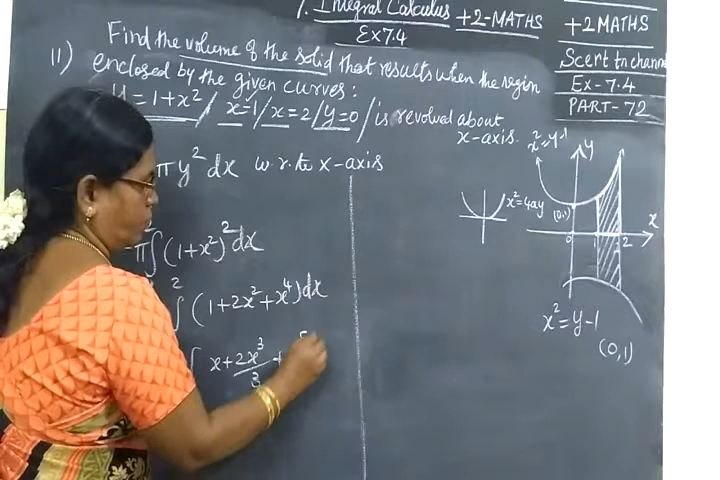 7. Integral Calculus
Ex 7.4
+2-MATHS
+2 MATHS
Scert tn channel
Ex-7.4
PART-72
11) Find the volume of the solid that results when the region
enclosed by the given curves:
y = 1+x² / x=1 / x=2 / y=0 / is revolved about
x-axis.
πy² dx w.r.to x-axis
π∫(1+x²)² dx
2
∫(1+2x²+x⁴)dx
x+2x³/3 +
x²=y-1
y
x²=4ay
(0,1)
x
0 1 2
x²=y-1
(0,1)